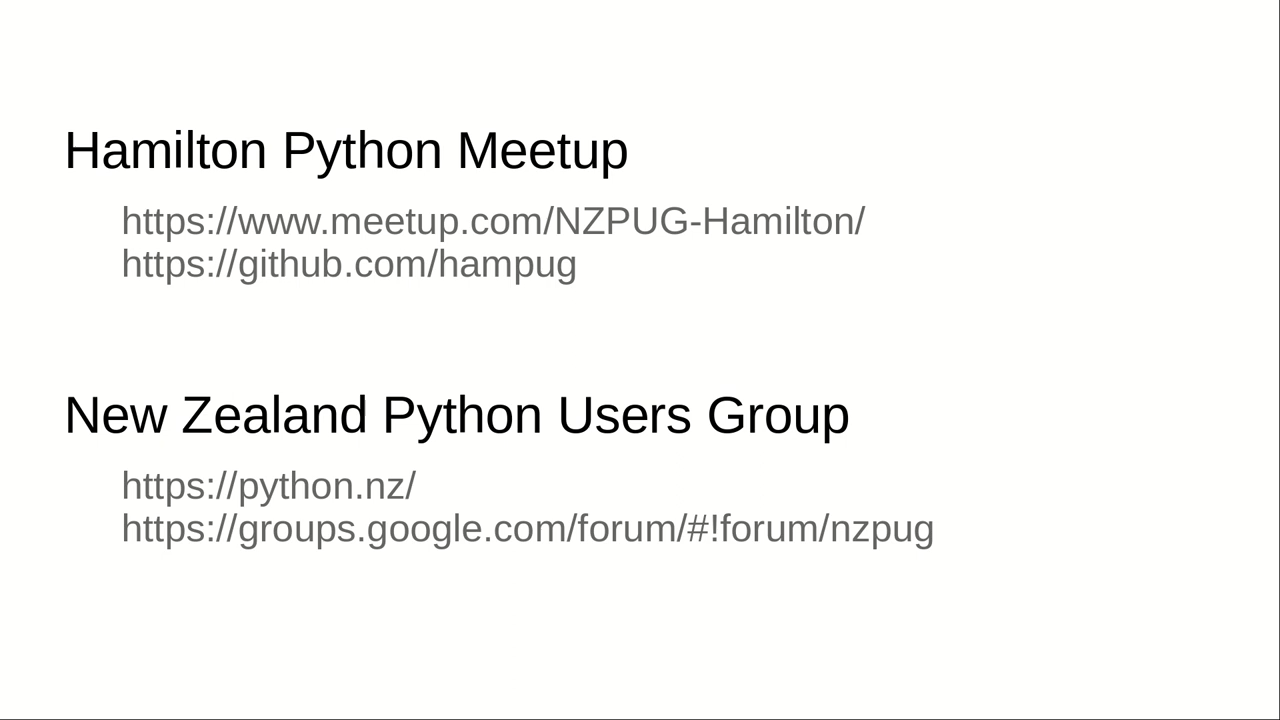 Hamilton Python Meetup
https://www.meetup.com/NZPUG-Hamilton/
https://github.com/hampug
New Zealand Python Users Group
https://python.nz/
https://groups.google.com/forum/#!forum/nzpug